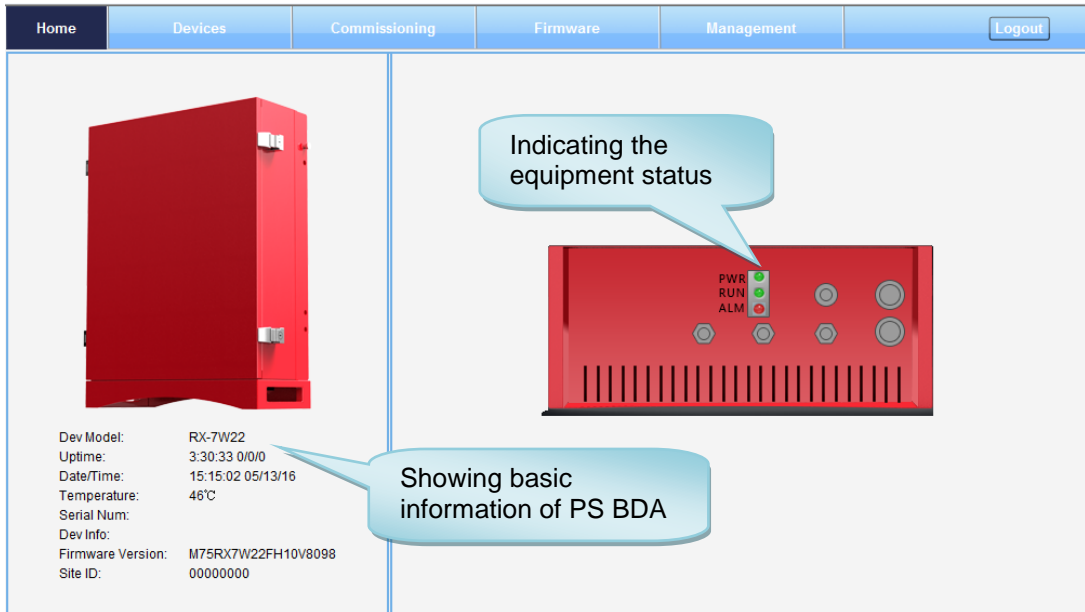 Home Devices Commissioning Firmware Management Logout
Indicating the
equipment status
PWR
RUN
ALM
Dev Model: RX-7W22
Uptime: 3:30:33 0/0/0
Date/Time: 15:15:02 05/13/16
Temperature: 46℃
Serial Num:
Dev Info:
Firmware Version: M75RX7W22FH10V8098
Site ID: 00000000
Showing basic
information of PS BDA